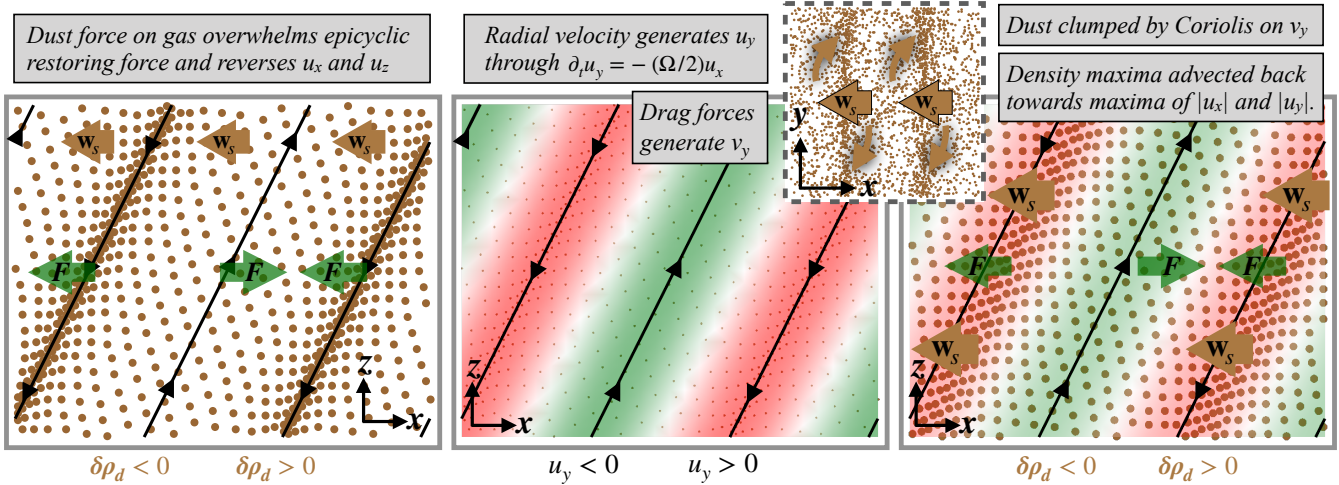 Dust force on gas overwhelms epicyclic
restoring force and reverses u_x and u_z
w_s
w_s
w_s
F
F
F
z
x
δρ_d < 0
δρ_d > 0
Radial velocity generates u_y
through ∂_t u_y = − (Ω/2)u_x
Drag forces
generate v_y
z
x
u_y < 0
u_y > 0
w_s
w_s
y
x
Dust clumped by Coriolis on v_y
Density maxima advected back
towards maxima of |u_x| and |u_y|.
w_s
w_s
F
F
F
w_s
w_s
z
x
δρ_d < 0
δρ_d > 0